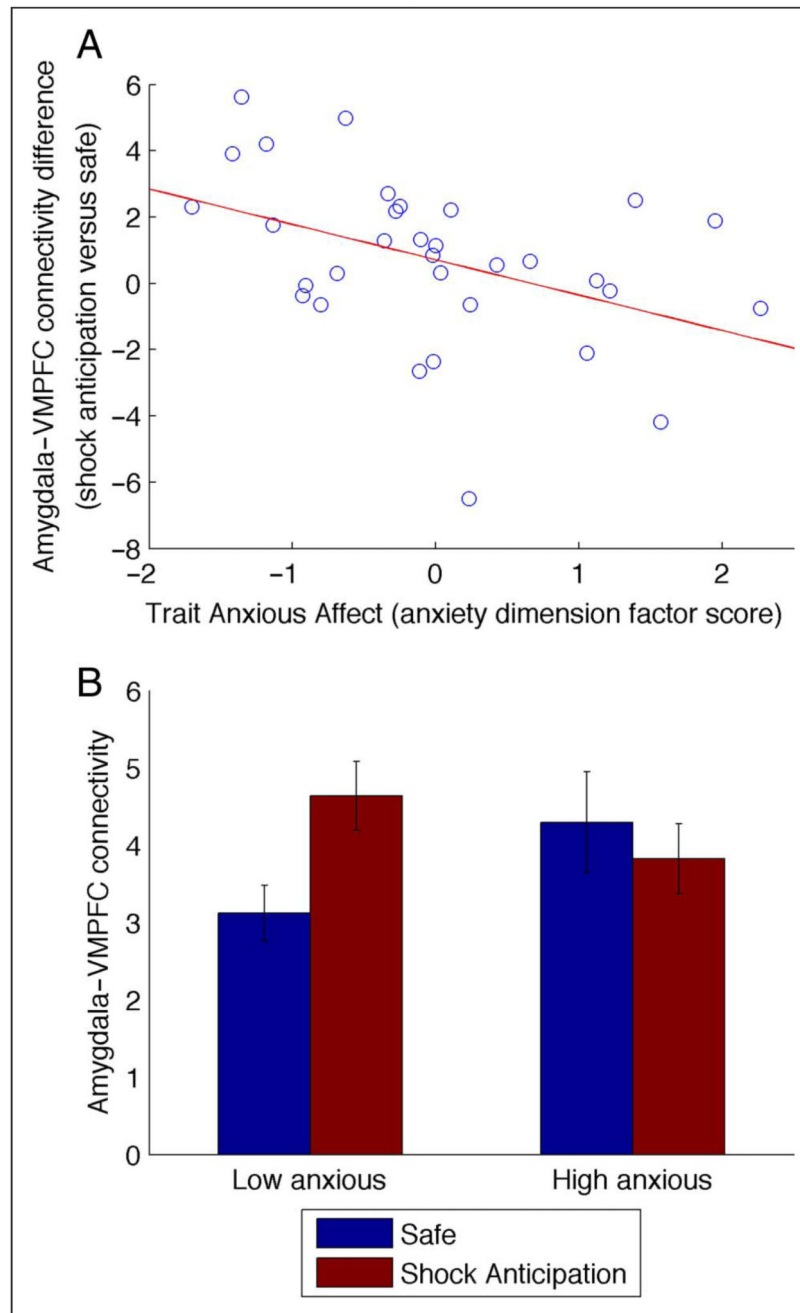 A
Amygdala-VMPFC connectivity difference
(shock anticipation versus safe)
6
4
2
0
−2
−4
−6
−8
−2 −1 0 1 2
Trait Anxious Affect (anxiety dimension factor score)
B
Amygdala-VMPFC connectivity
6
5
4
3
2
1
0
Low anxious High anxious
Safe
Shock Anticipation